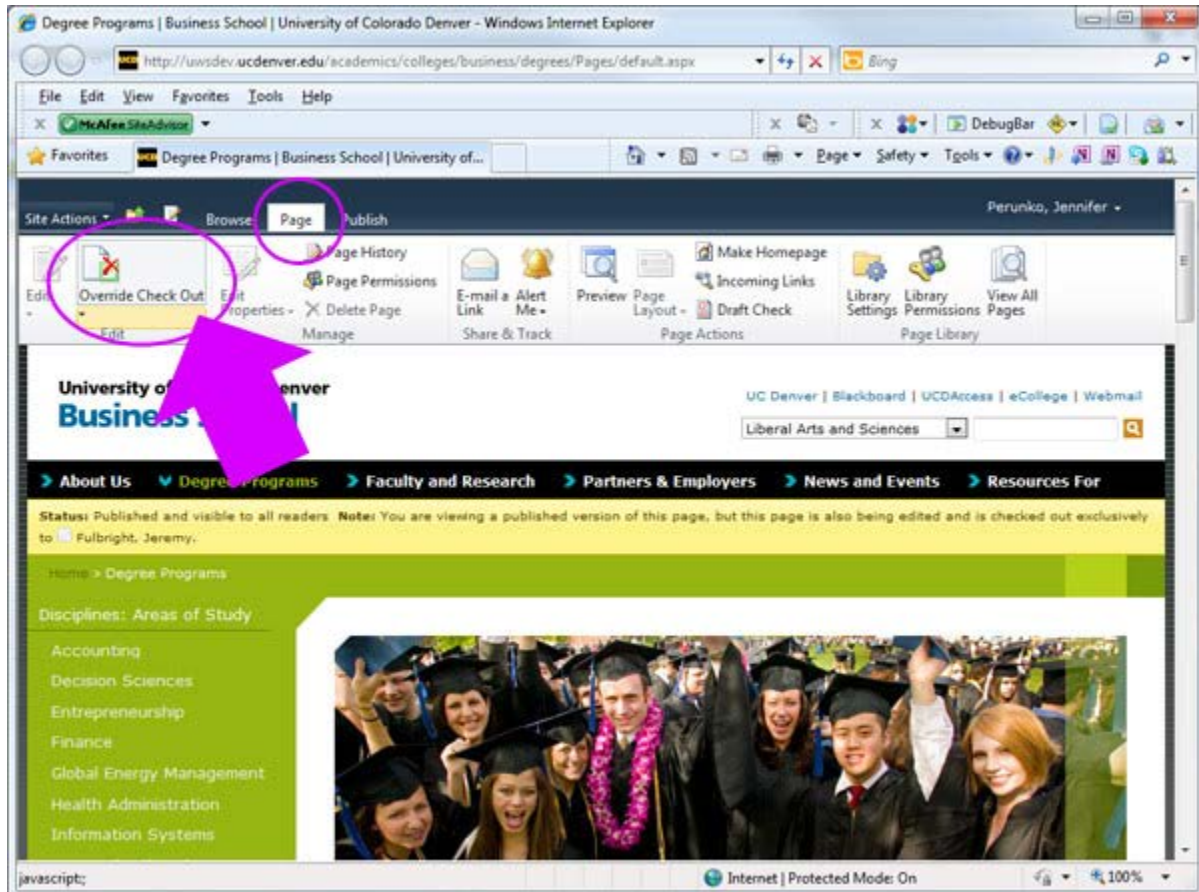 Degree Programs | Business School | University of Colorado Denver - Windows Internet Explorer
http://uwsdev.ucdenver.edu/academics/colleges/business/degrees/Pages/default.aspx
Bing
File Edit View Favorites Tools Help
X McAfee SiteAdvisor X X DebugBar
Favorites UCD Degree Programs | Business School | University of... Page Safety Tools
Perunko, Jennifer
Site Actions Browse Page Publish
Page History Make Homepage
Page Permissions Incoming Links
Override Check Out E-mail a Link Alert Me Preview Page Layout Library Settings Library Permissions View All Pages
Properties Delete Page Draft Check
Edit Manage Share & Track Page Actions Page Library
University of Denver
Business
UC Denver | Blackboard | UCDAccess | eCollege | Webmail
Liberal Arts and Sciences
About Us Degree Programs Faculty and Research Partners & Employers News and Events Resources For
Status: Published and visible to all readers Note: You are viewing a published version of this page, but this page is also being edited and is checked out exclusively
to Fulbright, Jeremy.
Home > Degree Programs
Disciplines: Areas of Study
Accounting
Decision Sciences
Entrepreneurship
Finance
Global Energy Management
Health Administration
Information Systems
javascript:; Internet | Protected Mode: On 100%